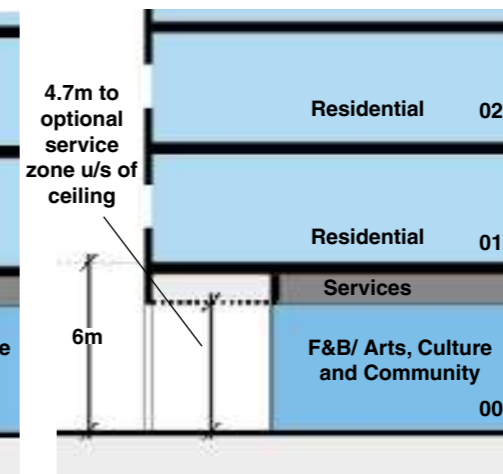 4.7m to
optional
service
zone u/s of
ceiling
Residential 02
Residential 01
Services
6m
e
F&B/ Arts, Culture
and Community
00